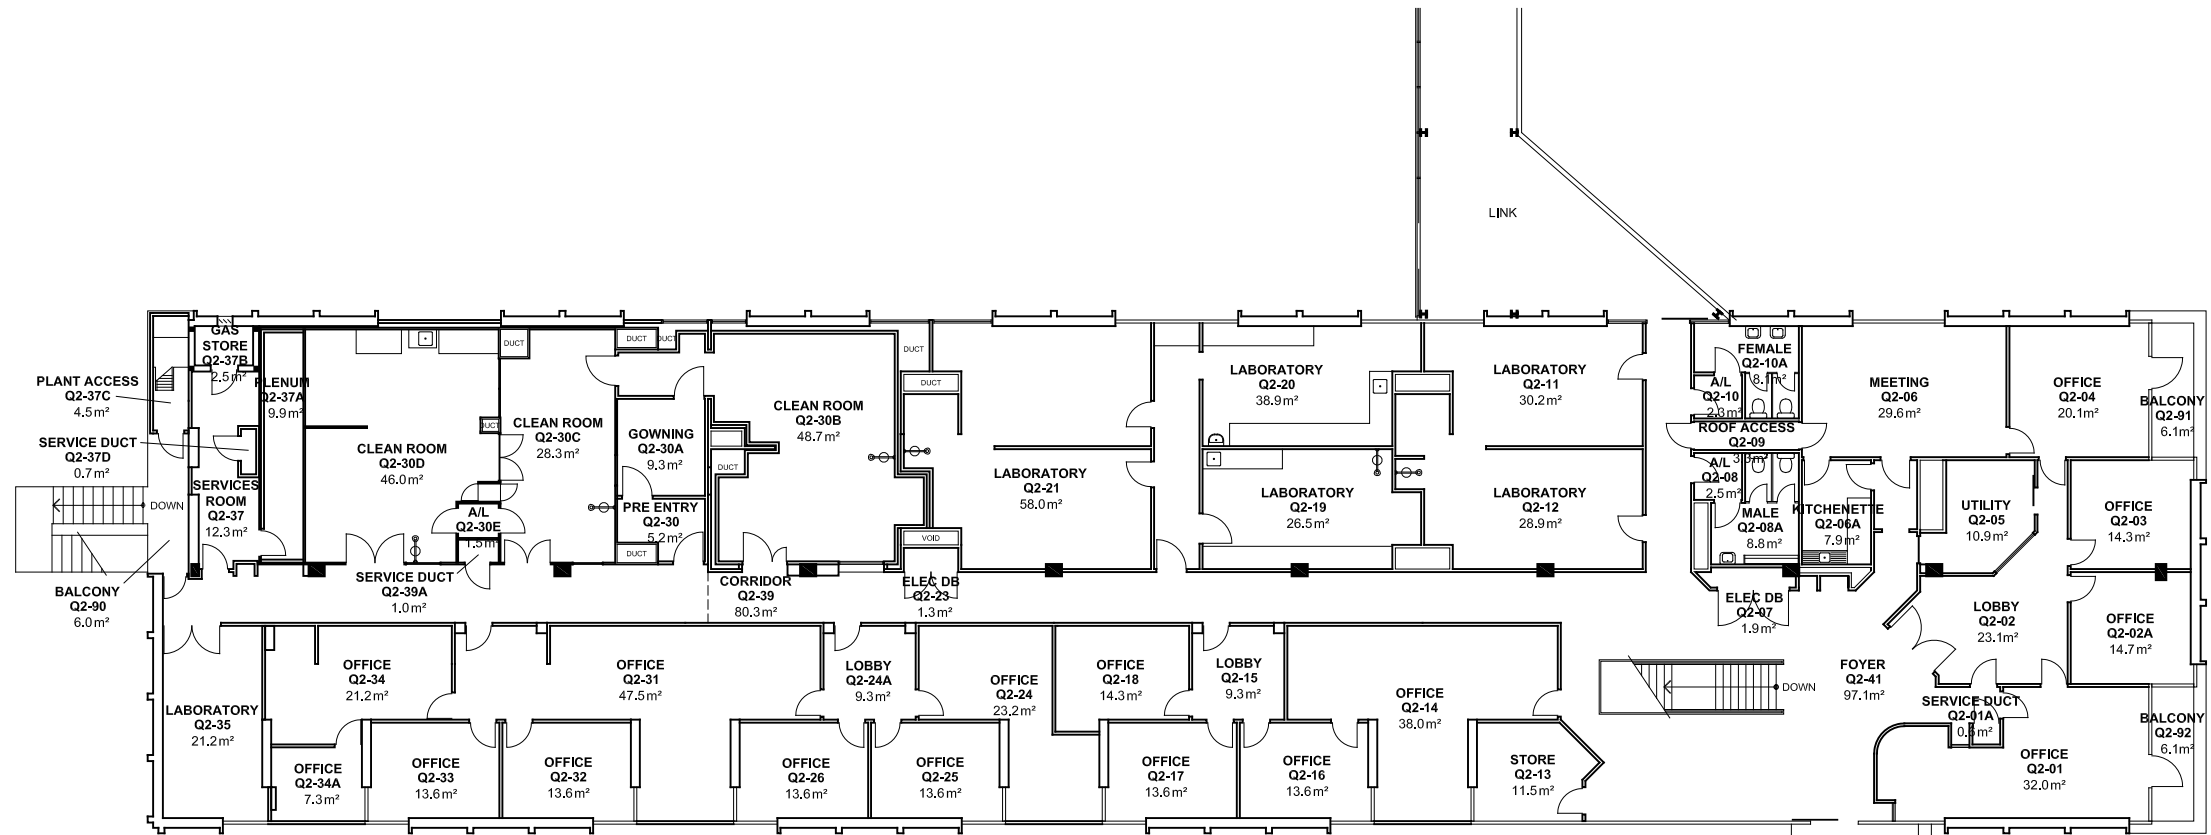 LINK
GAS
STORE
Q2-37B
2.5m²
PLANT ACCESS
Q2-37C
4.5m²
SERVICE DUCT
Q2-37D
0.7m²
SERVICES
ROOM
Q2-37
12.3m²
DOWN
BALCONY
Q2-90
6.0m²
PLENUM
Q2-37A
9.9m²
CLEAN ROOM
Q2-30D
46.0m²
DUCT
DUCT
CLEAN ROOM
Q2-30C
28.3m²
A/L
Q2-30E
1.5m²
SERVICE DUCT
Q2-39A
1.0m²
DUCT
DUCT
GOWNING
Q2-30A
9.3m²
PRE ENTRY
Q2-30
5.2m²
DUCT
DUCT
CLEAN ROOM
Q2-30B
48.7m²
CORRIDOR
Q2-39
80.3m²
DUCT
DUCT
VOID
ELEC DB
Q2-23
1.3m²
LABORATORY
Q2-21
58.0m²
LABORATORY
Q2-20
38.9m²
LABORATORY
Q2-19
26.5m²
LABORATORY
Q2-11
30.2m²
LABORATORY
Q2-12
28.9m²
FEMALE
Q2-10A
8.1m²
A/L
Q2-10
2.3m²
ROOF ACCESS
Q2-09
A/L
Q2-08
2.5m²
MALE
Q2-08A
8.8m²
ELEC DB
Q2-07
1.9m²
KITCHENETTE
Q2-06A
7.9m²
MEETING
Q2-06
29.6m²
OFFICE
Q2-04
20.1m²
BALCONY
Q2-91
6.1m²
UTILITY
Q2-05
10.9m²
OFFICE
Q2-03
14.3m²
LOBBY
Q2-02
23.1m²
OFFICE
Q2-02A
14.7m²
FOYER
Q2-41
97.1m²
DOWN
SERVICE DUCT
Q2-01A
OFFICE
Q2-01
32.0m²
BALCONY
Q2-92
6.1m²
LABORATORY
Q2-35
21.2m²
OFFICE
Q2-34
21.2m²
OFFICE
Q2-34A
7.3m²
OFFICE
Q2-33
13.6m²
OFFICE
Q2-32
13.6m²
OFFICE
Q2-31
47.5m²
OFFICE
Q2-26
13.6m²
LOBBY
Q2-24A
9.3m²
OFFICE
Q2-25
13.6m²
OFFICE
Q2-24
23.2m²
OFFICE
Q2-18
14.3m²
OFFICE
Q2-17
13.6m²
LOBBY
Q2-15
9.3m²
OFFICE
Q2-16
13.6m²
OFFICE
Q2-14
38.0m²
STORE
Q2-13
11.5m²